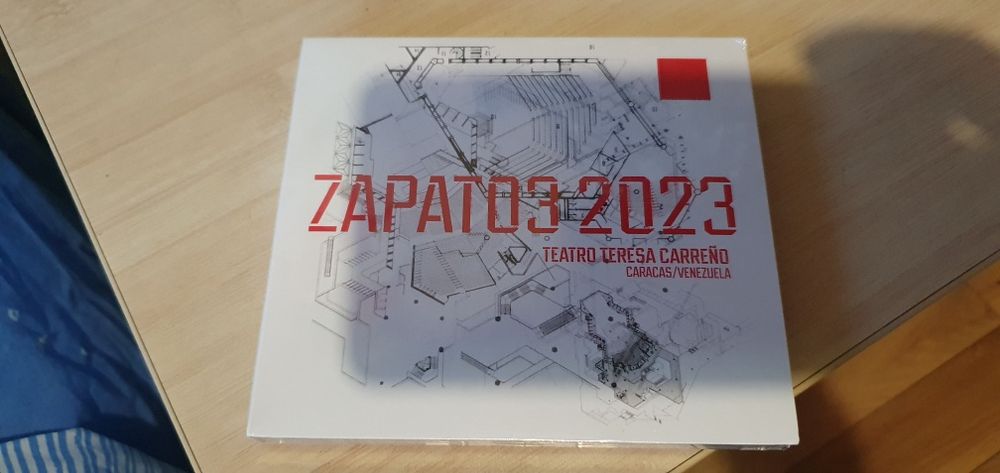 ZAPATO3 2023
TEATRO TERESA CARREÑO
CARACAS/VENEZUELA